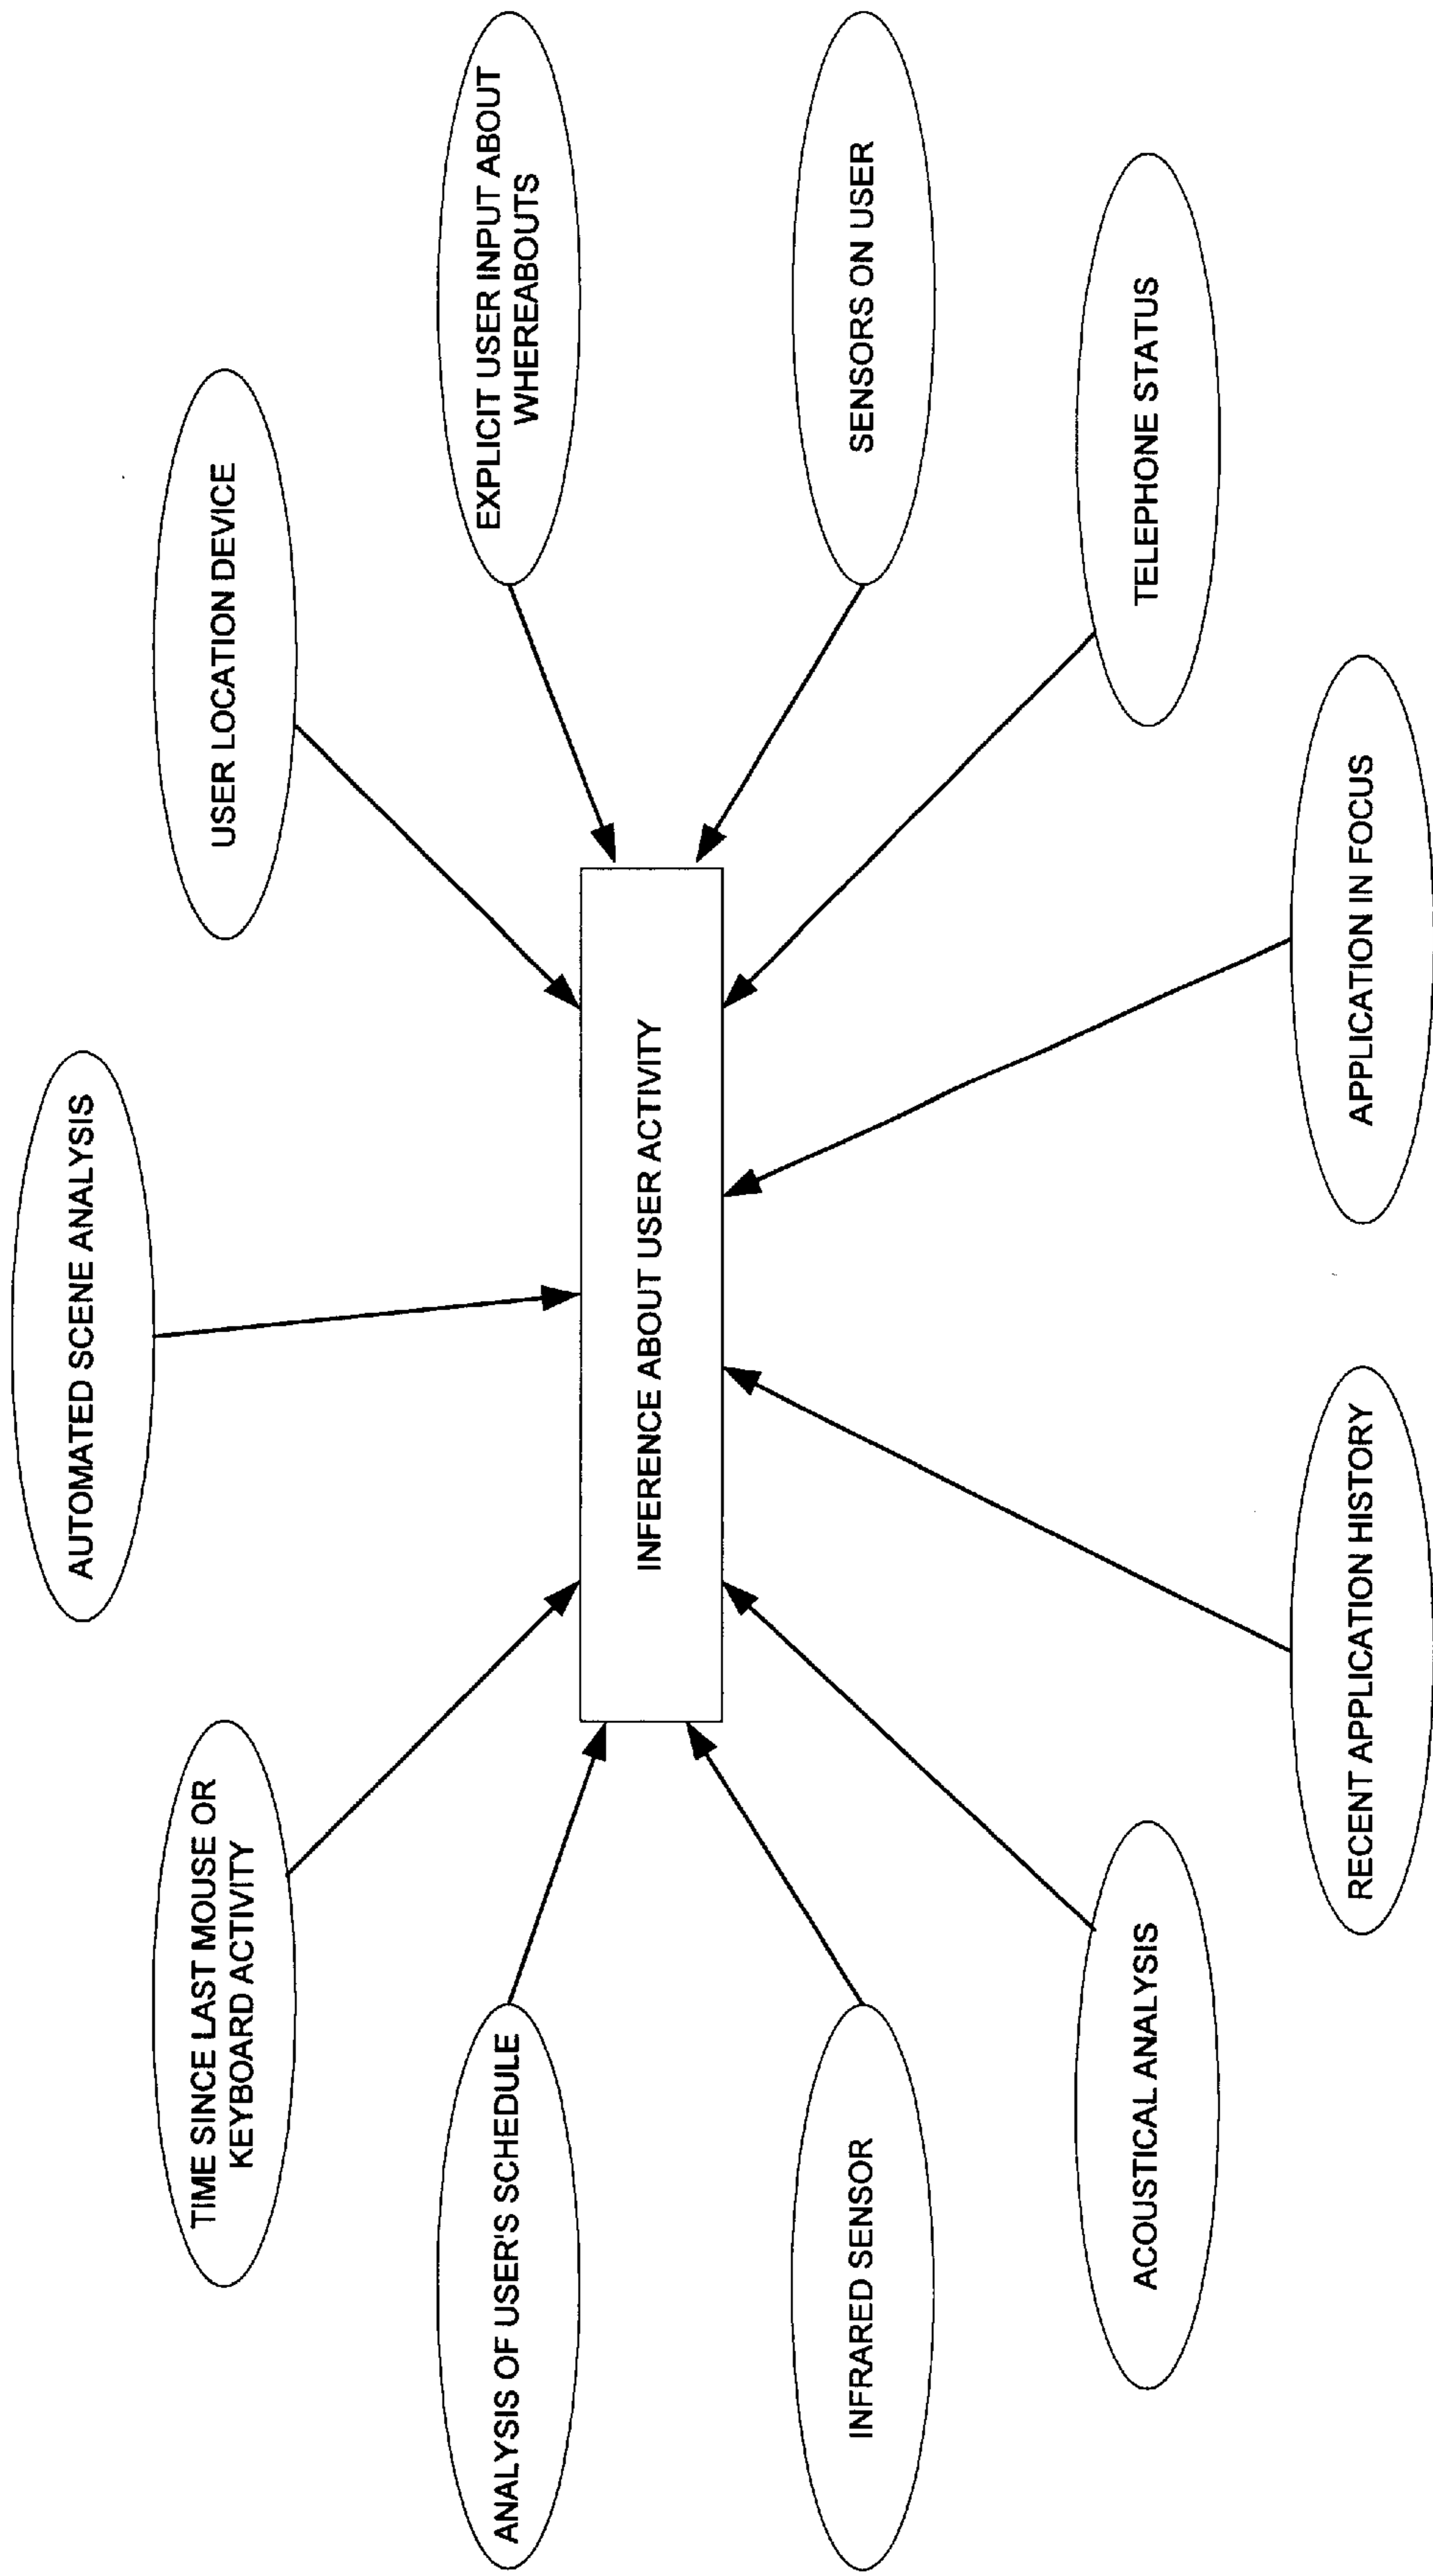 AUTOMATED SCENE ANALYSIS
TIME SINCE LAST MOUSE OR
KEYBOARD ACTIVITY
USER LOCATION DEVICE
ANALYSIS OF USER'S SCHEDULE
EXPLICIT USER INPUT ABOUT
WHEREABOUTS
INFERENCE ABOUT USER ACTIVITY
INFRARED SENSOR
SENSORS ON USER
ACOUSTICAL ANALYSIS
TELEPHONE STATUS
RECENT APPLICATION HISTORY
APPLICATION IN FOCUS